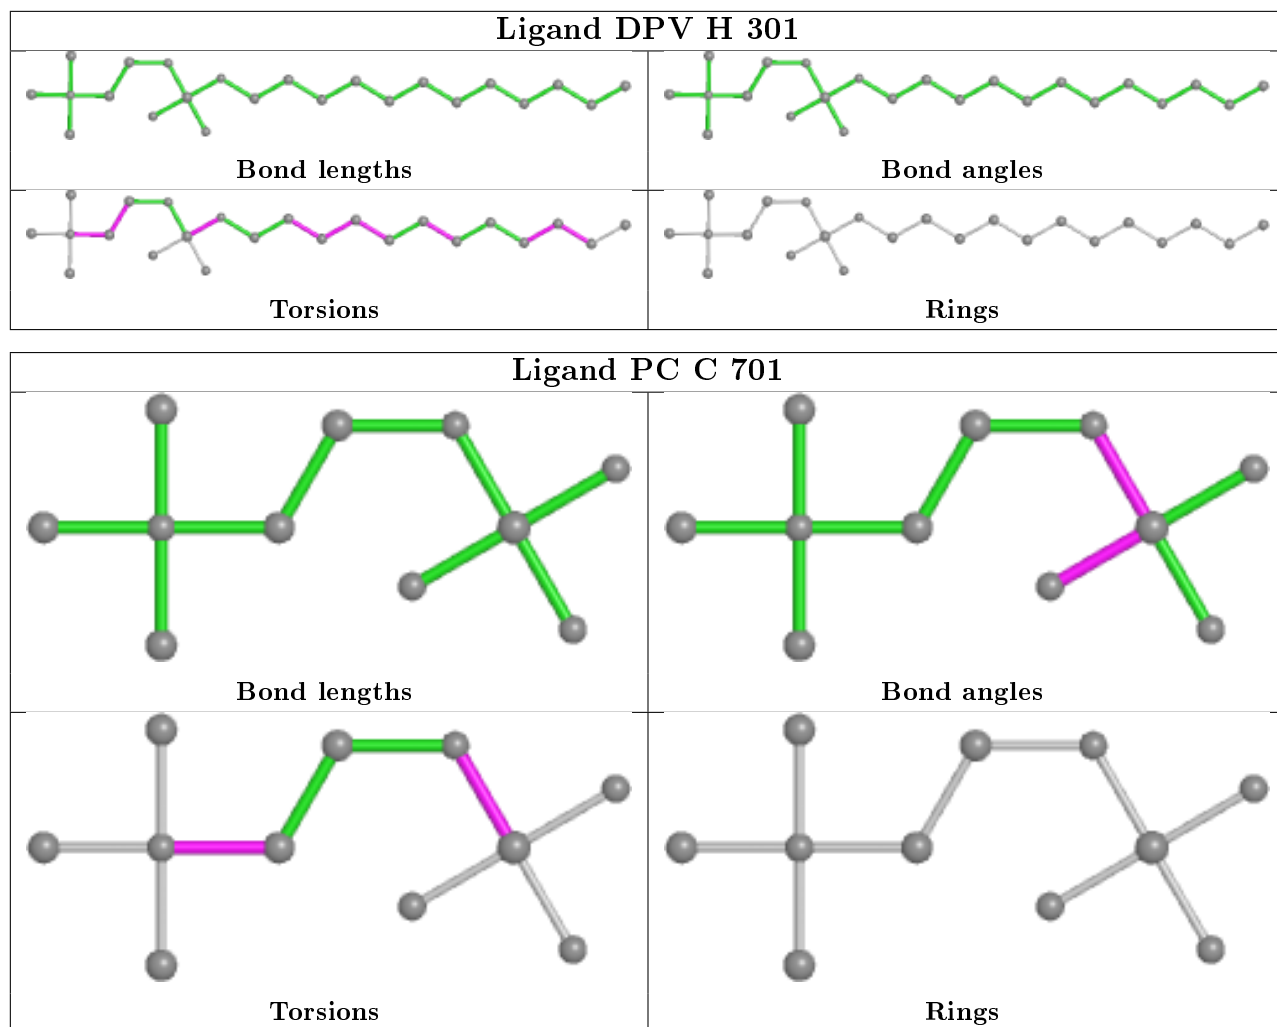 Ligand DPV H 301
Bond lengths
Bond angles
Torsions
Rings
Ligand PC C 701
Bond lengths
Bond angles
Torsions
Rings